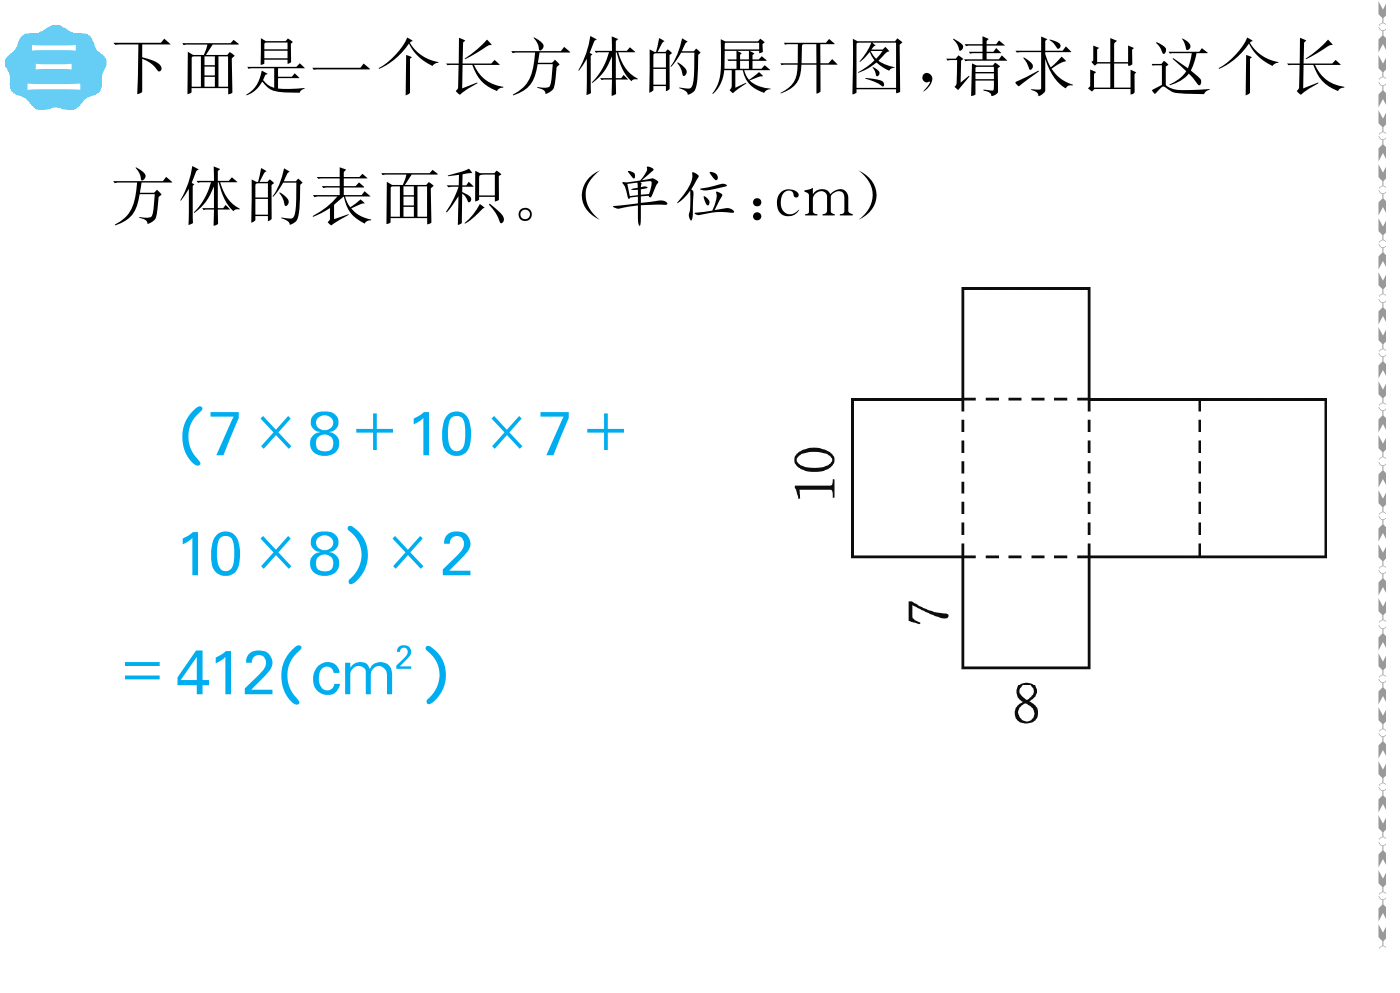 三 下面是一个长方体的展开图,请求出这个长
方体的表面积。(单位:cm)
(7×8+10×7+
10×8)×2
=412(cm²)
10
7
8